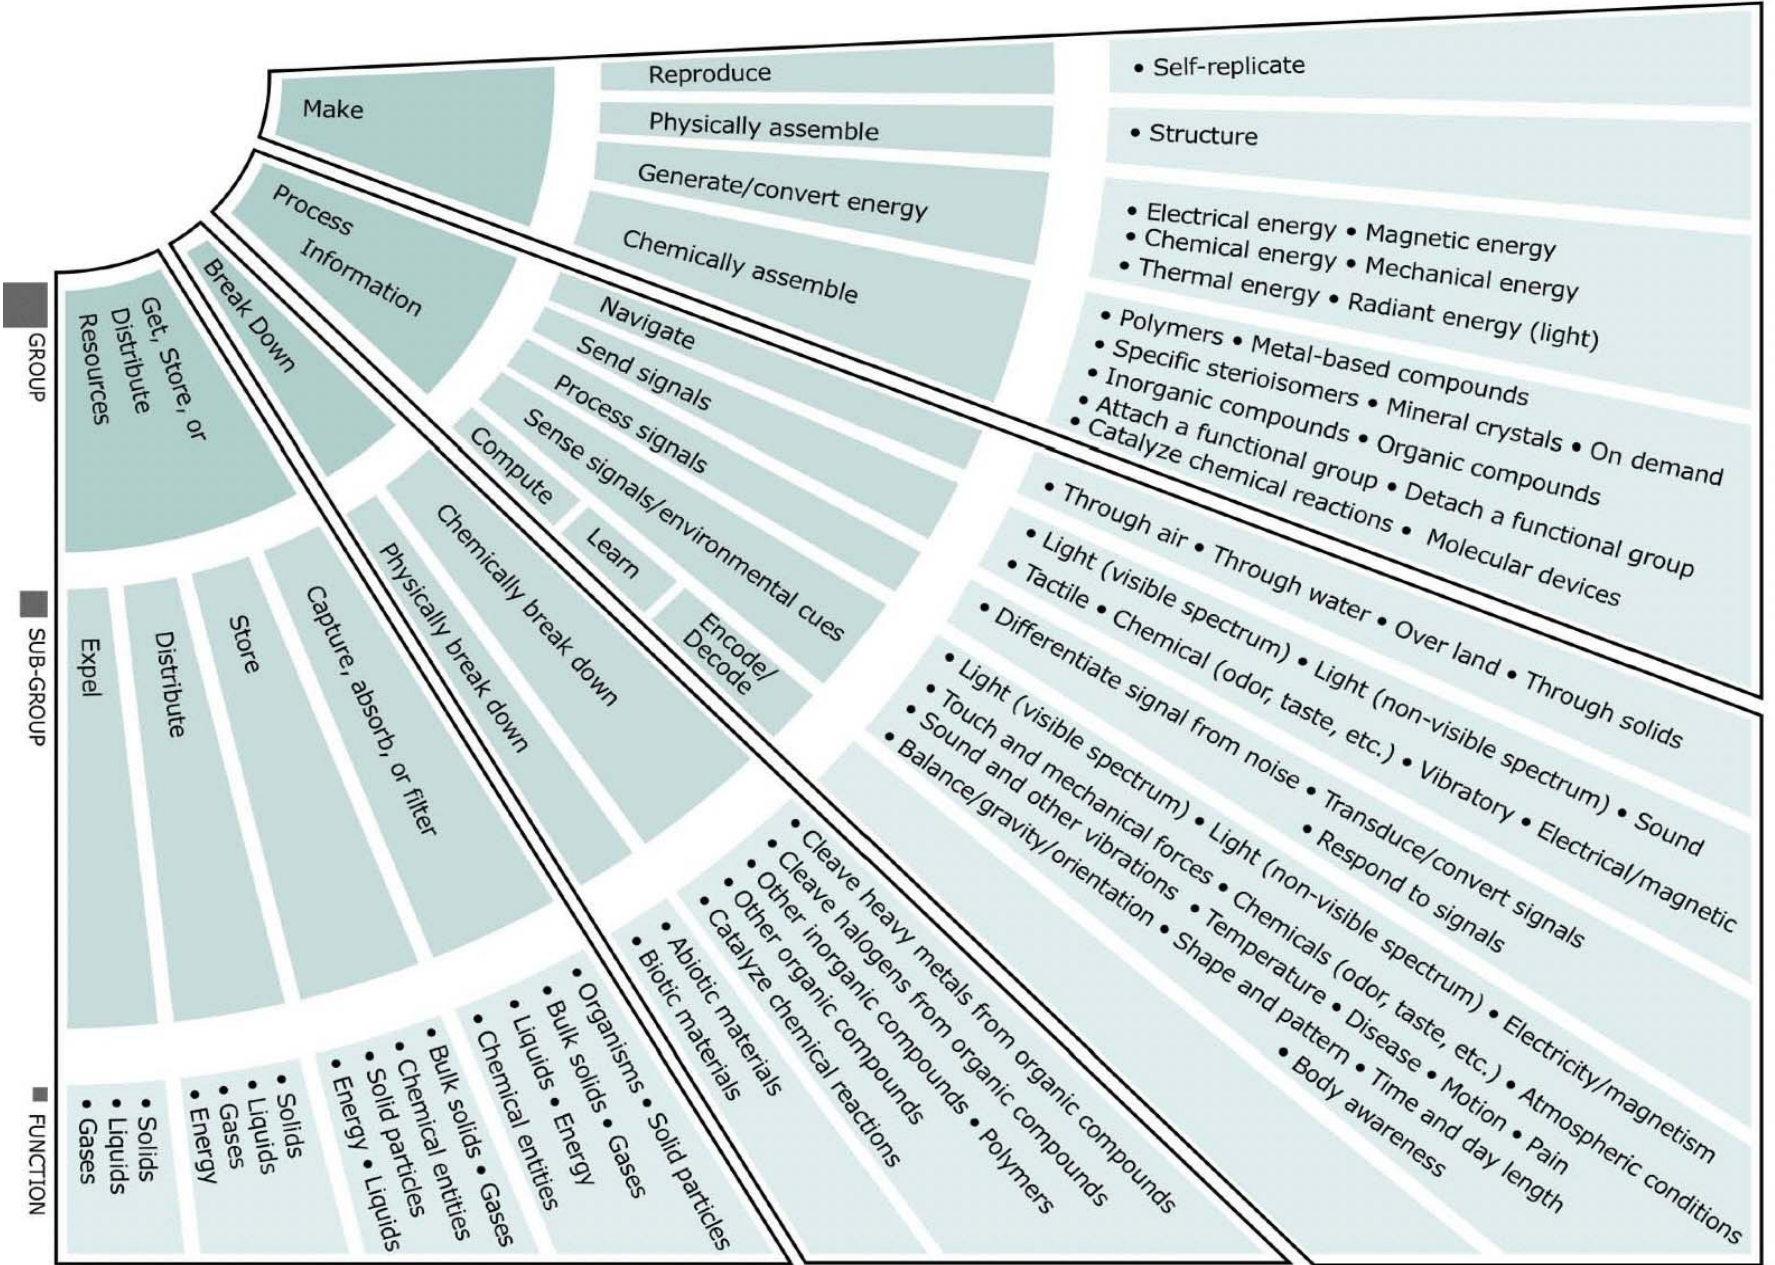 Make
Reproduce
• Self-replicate
Physically assemble
• Structure
Generate/convert energy
• Electrical energy • Magnetic energy
• Chemical energy • Mechanical energy
• Thermal energy • Radiant energy (light)
Chemically assemble
• Polymers • Metal-based compounds
• Specific sterioisomers • Mineral crystals • On demand
• Inorganic compounds • Organic compounds
• Attach a functional group • Detach a functional group
• Catalyze chemical reactions • Molecular devices
Process
Information
Navigate
• Through air • Through water • Over land • Through solids
Send signals
• Light (visible spectrum) • Light (non-visible spectrum) • Sound
• Tactile • Chemical (odor, taste, etc.) • Vibratory • Electrical/magnetic
Process signals
• Differentiate signal from noise • Transduce/convert signals
• Respond to signals
Sense signals/environmental cues
• Light (visible spectrum) • Light (non-visible spectrum) • Electricity/magnetism
• Touch and mechanical forces • Chemicals (odor, taste, etc.) • Atmospheric conditions
• Sound and other vibrations • Temperature • Disease • Motion • Pain
• Balance/gravity/orientation • Shape and pattern • Time and day length
• Body awareness
Compute
Learn
Encode/
Decode
Break Down
Chemically break down
• Cleave heavy metals from organic compounds
• Cleave halogens from organic compounds
• Other inorganic compounds • Polymers
• Other organic compounds
• Catalyze chemical reactions
Physically break down
• Abiotic materials
• Biotic materials
Get, Store, or
Distribute
Resources
Capture, absorb, or filter
• Organisms • Solid particles
• Bulk solids • Gases
• Liquids • Energy
• Chemical entities
Store
• Bulk solids • Gases
• Chemical entities
• Solid particles
• Energy • Liquids
Distribute
• Solids
• Liquids
• Gases
• Energy
Expel
• Solids
• Liquids
• Gases
GROUP
SUB-GROUP
FUNCTION